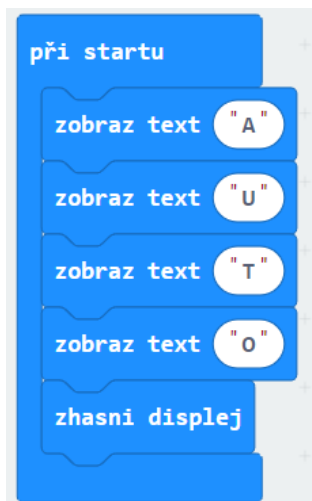 při startu
zobraz text "A"
zobraz text "U"
zobraz text "T"
zobraz text "O"
zhasni displej